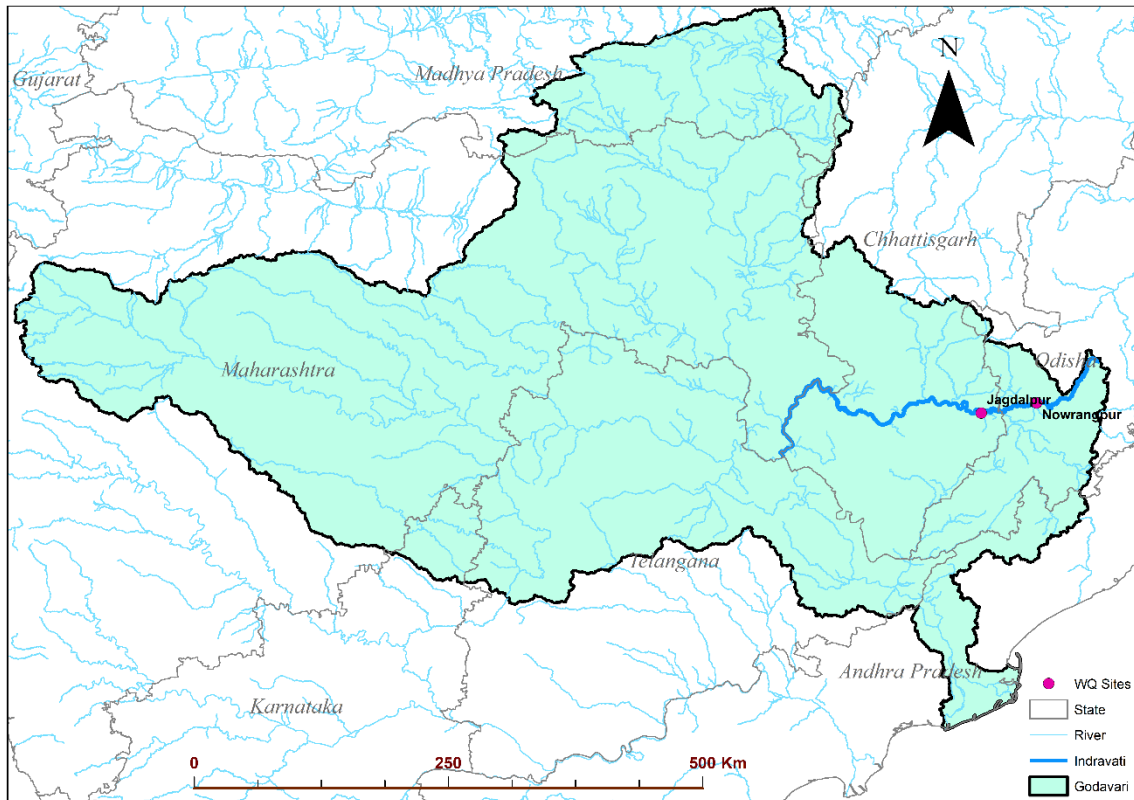 N
Gujarat
Madhya Pradesh
Chhattisgarh
Odisha
Maharashtra
Jagdalpur
Nowrangpur
Telangana
Andhra Pradesh
Karnataka
WQ Sites
State
River
Indravati
Godavari
0 250 500 Km